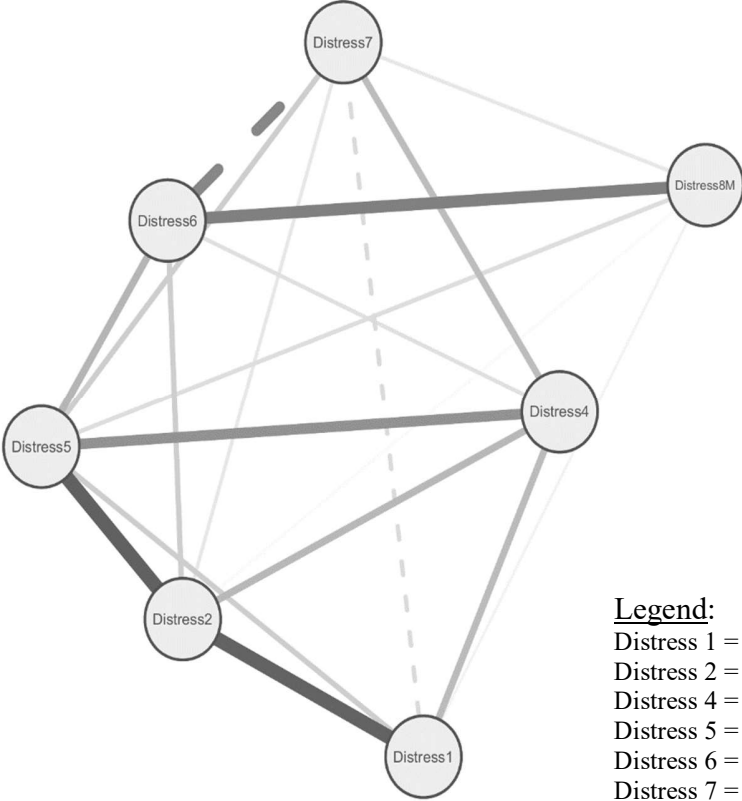 Distress7
Distress8M
Distress6
Distress4
Distress5
Distress2
Distress1
Legend:
Distress 1 =
Distress 2 =
Distress 4 =
Distress 5 =
Distress 6 =
Distress 7 =